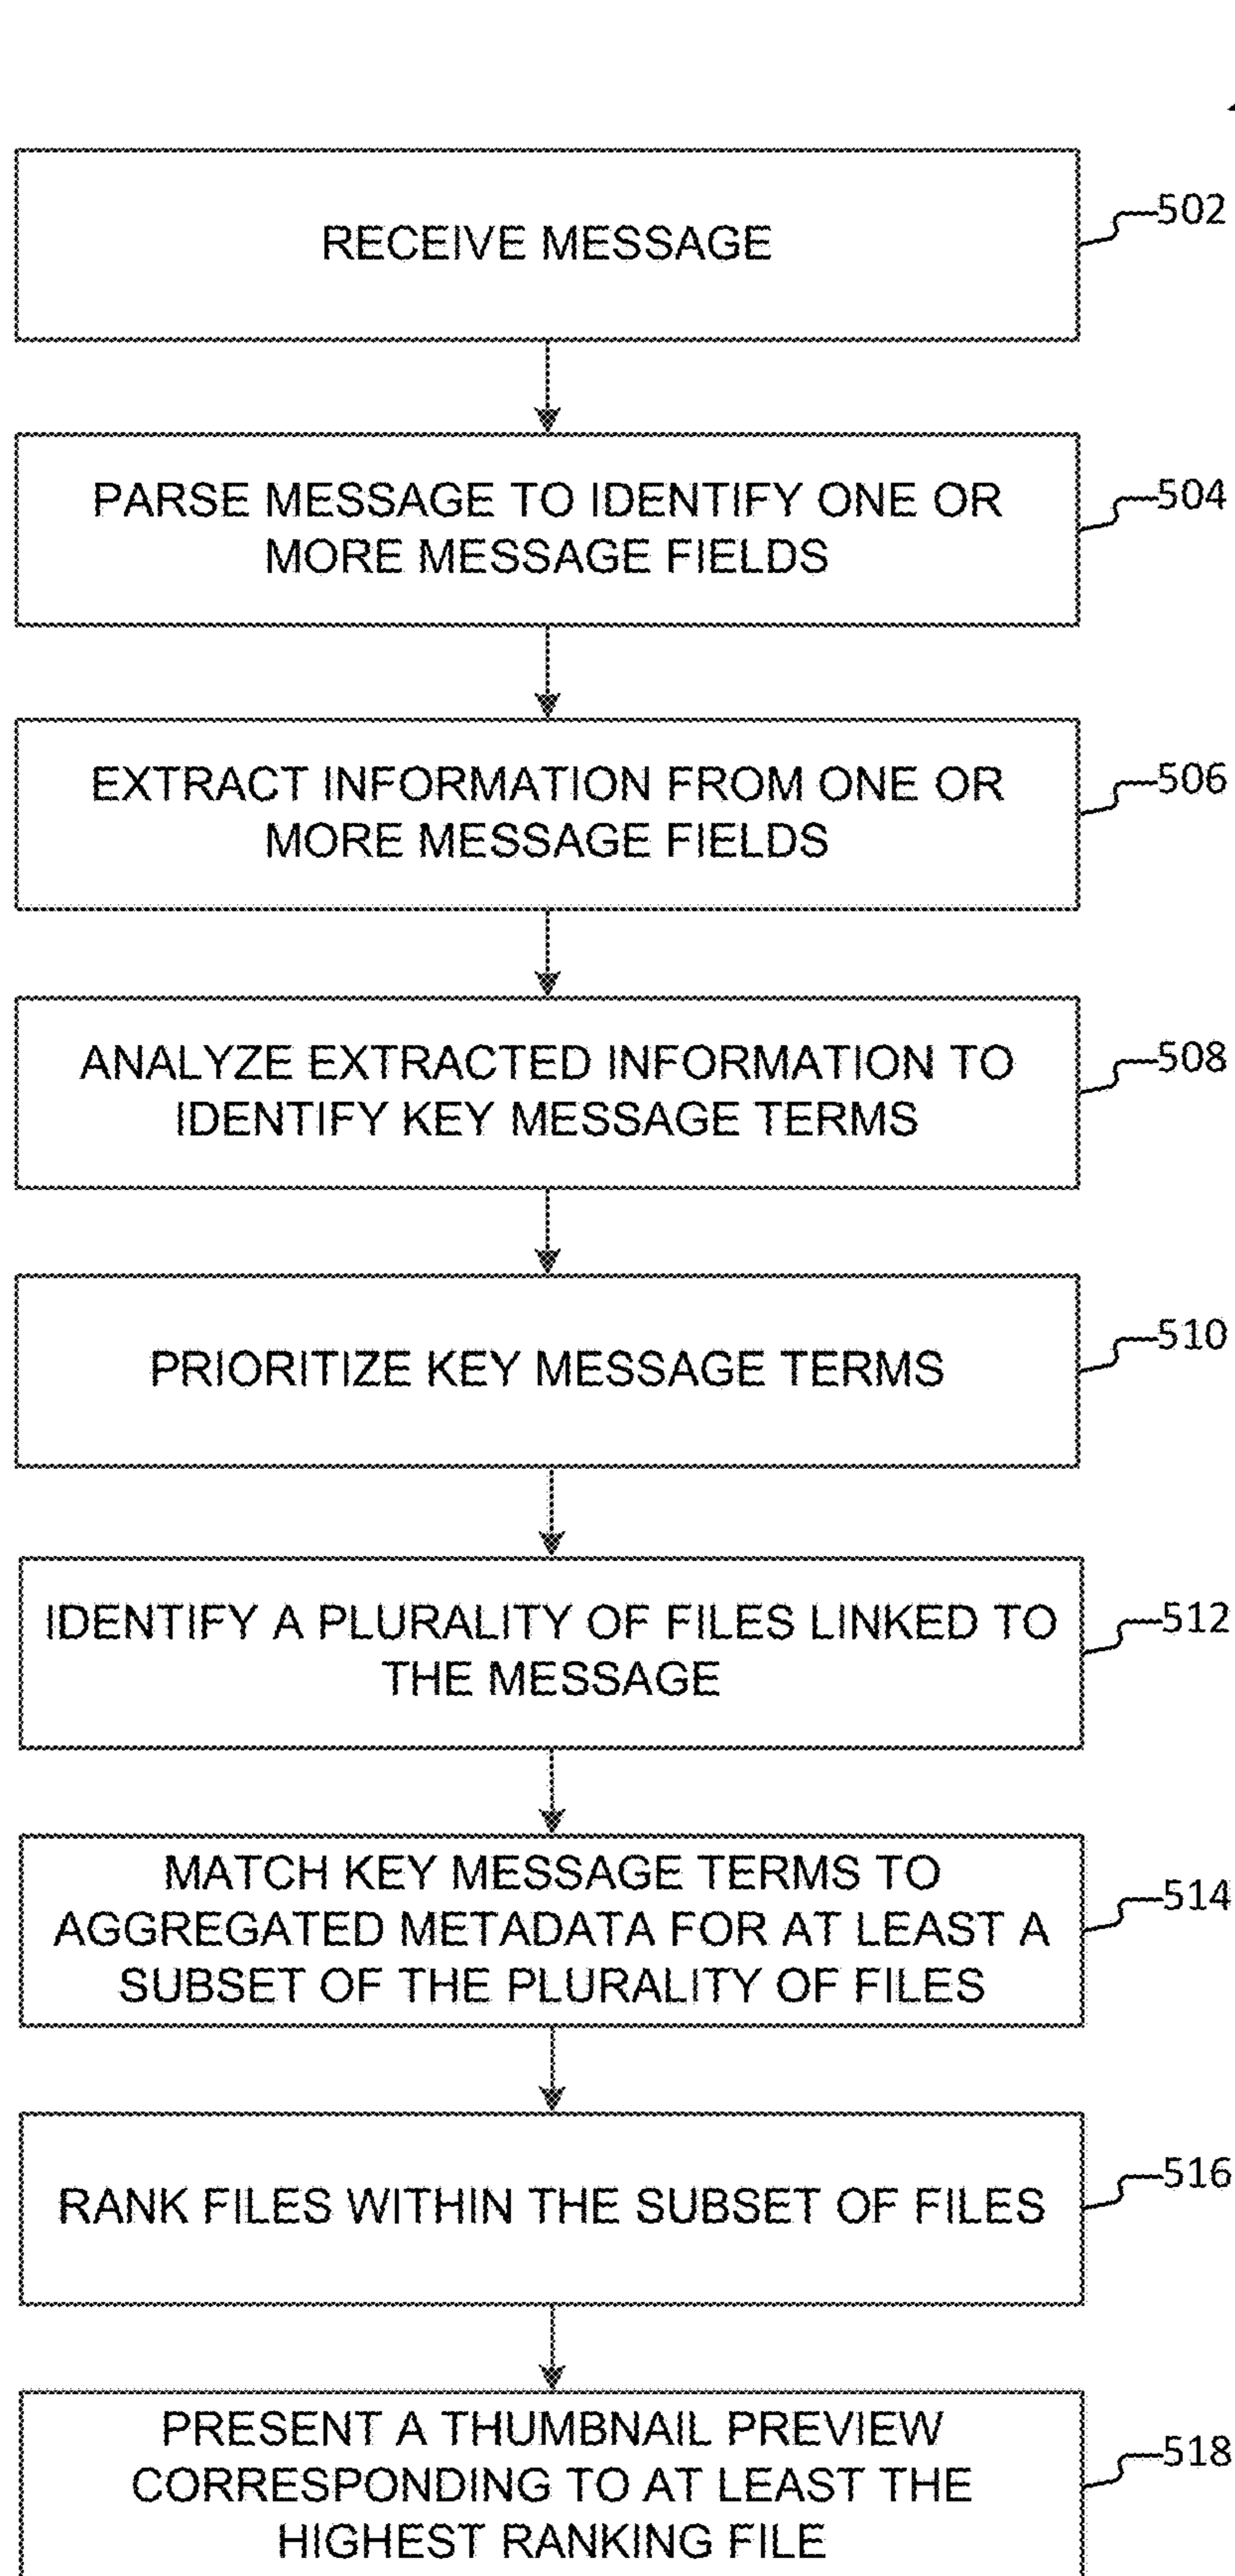 RECEIVE MESSAGE
502
PARSE MESSAGE TO IDENTIFY ONE OR
MORE MESSAGE FIELDS
504
EXTRACT INFORMATION FROM ONE OR
MORE MESSAGE FIELDS
506
ANALYZE EXTRACTED INFORMATION TO
IDENTIFY KEY MESSAGE TERMS
508
PRIORITIZE KEY MESSAGE TERMS
510
IDENTIFY A PLURALITY OF FILES LINKED TO
THE MESSAGE
512
MATCH KEY MESSAGE TERMS TO
AGGREGATED METADATA FOR AT LEAST A
SUBSET OF THE PLURALITY OF FILES
514
RANK FILES WITHIN THE SUBSET OF FILES
516
PRESENT A THUMBNAIL PREVIEW
CORRESPONDING TO AT LEAST THE
HIGHEST RANKING FILE
518